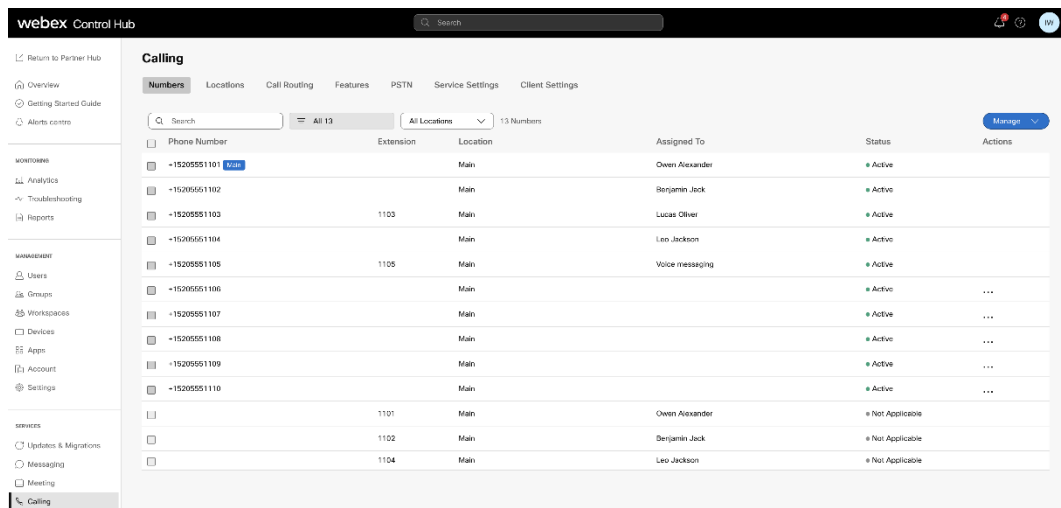 webex Control Hub
Search
4
IW
Return to Partner Hub
Overview
Getting Started Guide
Alerts centre
MONITORING
Analytics
Troubleshooting
Reports
MANAGEMENT
Users
Groups
Workspaces
Devices
Apps
Account
Settings
SERVICES
Updates & Migrations
Messaging
Meeting
Calling
Calling
Numbers Locations Call Routing Features PSTN Service Settings Client Settings
Search All 13 All Locations 13 Numbers Manage
Phone Number Extension Location Assigned To Status Actions
+15205551101 Main Main Owen Alexander Active
+15205551102 Main Benjamin Jack Active
+15205551103 1103 Main Lucas Oliver Active
+15205551104 Main Leo Jackson Active
+15205551105 1105 Main Voice messaging Active
+15205551106 Main Active ...
+15205551107 Main Active ...
+15205551108 Main Active ...
+15205551109 Main Active ...
+15205551110 Main Active ...
1101 Main Owen Alexander Not Applicable
1102 Main Benjamin Jack Not Applicable
1104 Main Leo Jackson Not Applicable